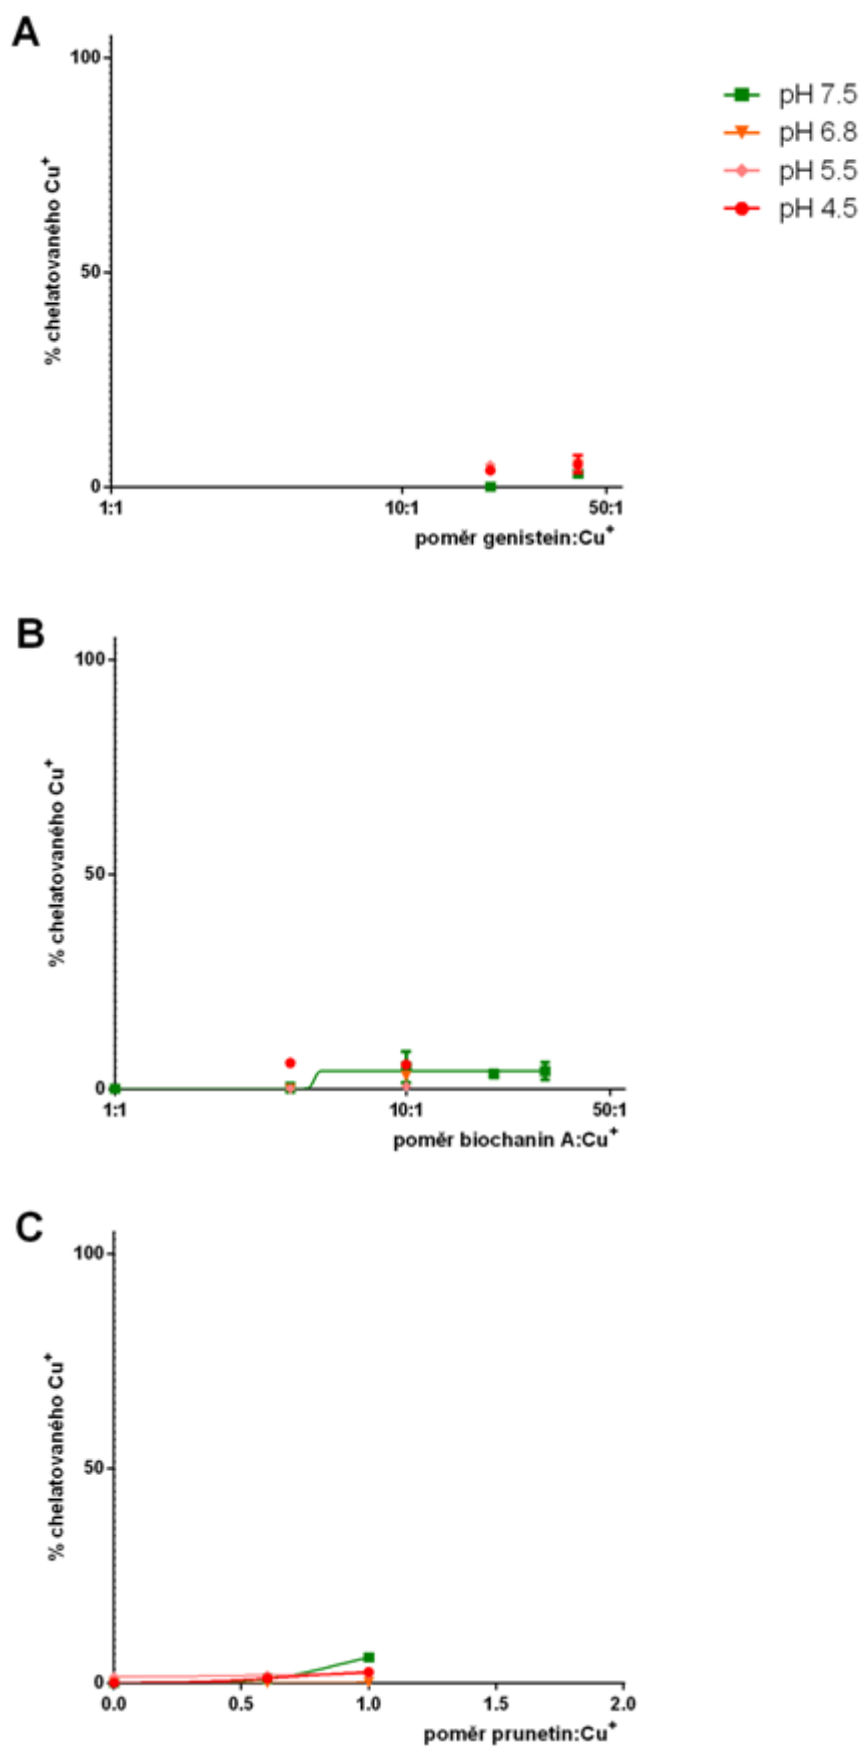 A
100
50
0
1:1
10:1
50:1
% chelatovaného Cu⁺
poměr genistein:Cu⁺
pH 7.5
pH 6.8
pH 5.5
pH 4.5
B
100
50
0
1:1
10:1
50:1
% chelatovaného Cu⁺
poměr biochanin A:Cu⁺
C
100
50
0
0.0
0.5
1.0
1.5
2.0
% chelatovaného Cu⁺
poměr prunetin:Cu⁺